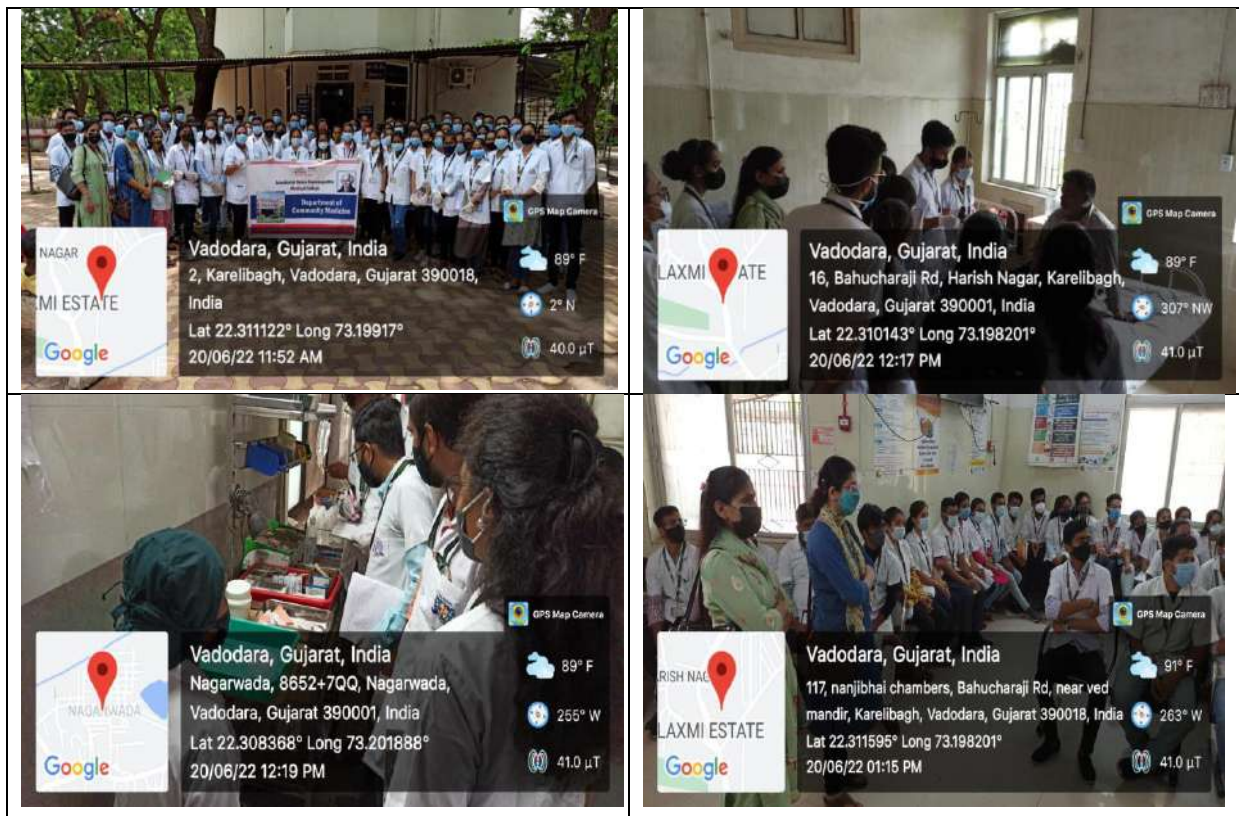 Department of
Community Medicine
GPS Map Camera
NAGAR
MI ESTATE
Google
Vadodara, Gujarat, India
2, Karelibagh, Vadodara, Gujarat 390018,
India
Lat 22.311122° Long 73.19917°
20/06/22 11:52 AM
89° F
2° N
40.0 µT
GPS Map Camera
LAXMI ATE
Google
Vadodara, Gujarat, India
16, Bahucharaji Rd, Harish Nagar, Karelibagh,
Vadodara, Gujarat 390001, India
Lat 22.310143° Long 73.198201°
20/06/22 12:17 PM
89° F
307° NW
41.0 µT
GPS Map Camera
NAGARWADA
Google
Vadodara, Gujarat, India
Nagarwada, 8652+7QQ, Nagarwada,
Vadodara, Gujarat 390001, India
Lat 22.308368° Long 73.201888°
20/06/22 12:19 PM
89° F
255° W
41.0 µT
GPS Map Camera
RISH NAG
LAXMI ESTATE
Google
Vadodara, Gujarat, India
117, nanjibhai chambers, Bahucharaji Rd, near ved
mandir, Karelibagh, Vadodara, Gujarat 390018, India
Lat 22.311595° Long 73.198201°
20/06/22 01:15 PM
91° F
263° W
41.0 µT